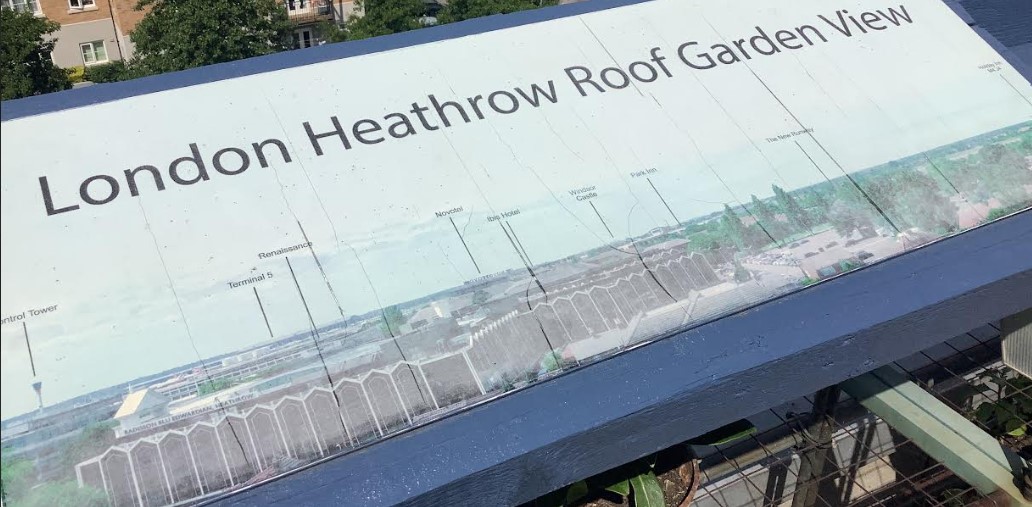 London Heathrow Roof Garden View
ontrol Tower
Terminal 5
Renaissance
Novotel
Ibis Hotel
Windsor
Castle
Park Inn
The New Runway